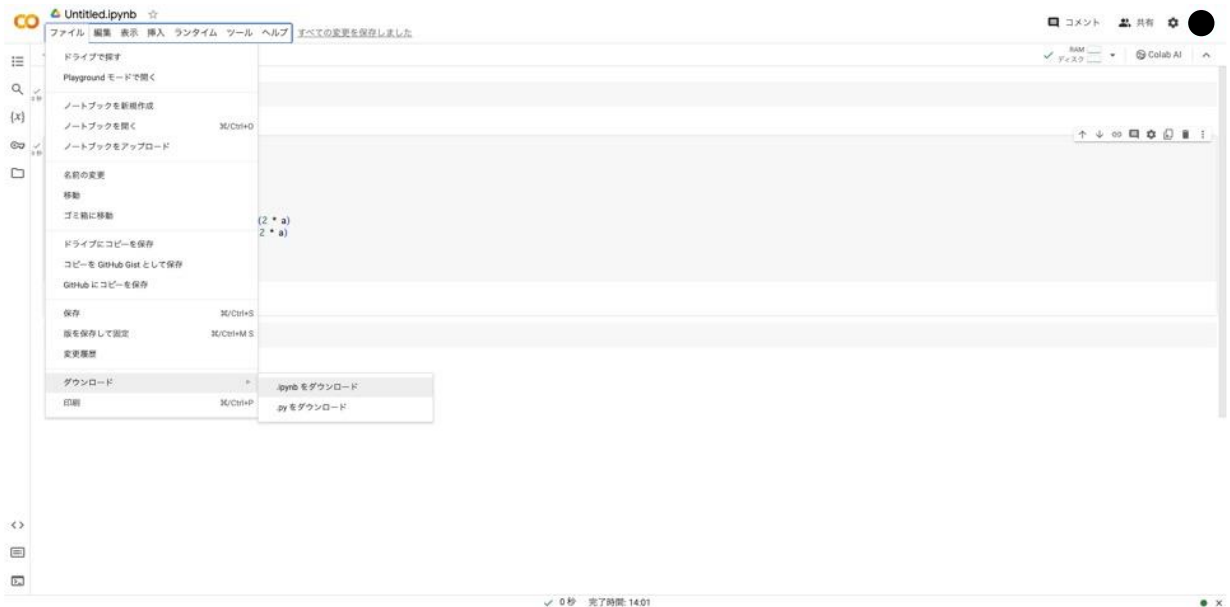 Untitled.ipynb
ファイル 編集 表示 挿入 ランタイム ツール ヘルプ すべての変更を保存しました
コメント 共有
RAM
ディスク
Colab AI
ドライブで探す
Playground モードで開く
ノートブックを新規作成
ノートブックを開く ⌘/Ctrl+O
ノートブックをアップロード
名前の変更
移動
ゴミ箱に移動
(2 * a)
2 * a)
ドライブにコピーを保存
コピーを GitHub Gist として保存
GitHub にコピーを保存
保存 ⌘/Ctrl+S
版を保存して固定 ⌘/Ctrl+M S
変更履歴
ダウンロード
.ipynb をダウンロード
印刷 ⌘/Ctrl+P
.py をダウンロード
0 秒 完了時間: 14:01